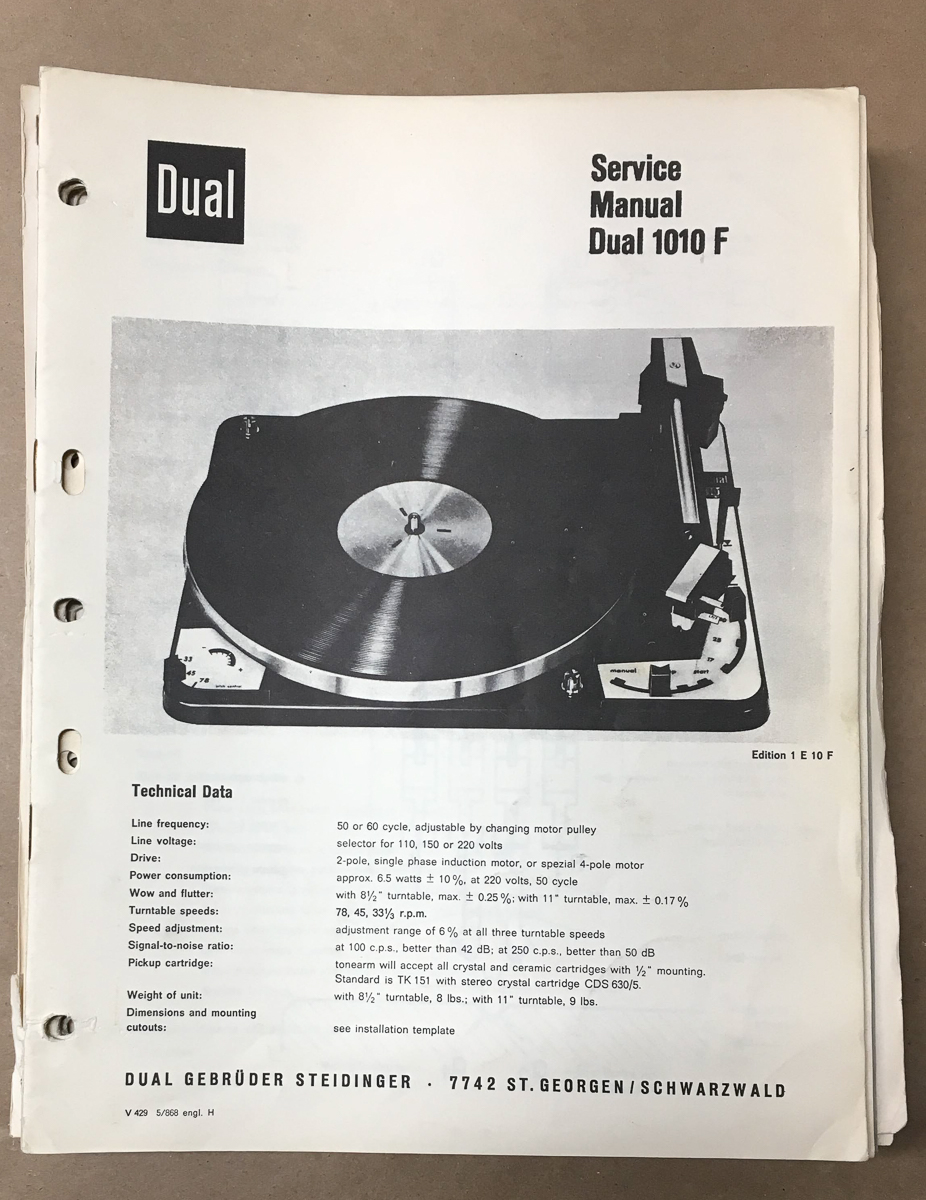 Dual
Service
Manual
Dual 1010 F
33
45
78
manual
start
Edition 1 E 10 F
Technical Data
Line frequency: 50 or 60 cycle, adjustable by changing motor pulley
Line voltage: selector for 110, 150 or 220 volts
Drive: 2-pole, single phase induction motor, or spezial 4-pole motor
Power consumption: approx. 6.5 watts ± 10 %, at 220 volts, 50 cycle
Wow and flutter: with 8½" turntable, max. ± 0.25 %; with 11" turntable, max. ± 0.17 %
Turntable speeds: 78, 45, 33⅓ r.p.m.
Speed adjustment: adjustment range of 6 % at all three turntable speeds
Signal-to-noise ratio: at 100 c.p.s., better than 42 dB; at 250 c.p.s., better than 50 dB
Pickup cartridge: tonearm will accept all crystal and ceramic cartridges with ½" mounting.
Standard is TK 151 with stereo crystal cartridge CDS 630/5.
Weight of unit: with 8½" turntable, 8 lbs.; with 11" turntable, 9 lbs.
Dimensions and mounting
cutouts: see installation template
DUAL GEBRÜDER STEIDINGER · 7742 ST. GEORGEN/SCHWARZWALD
V 429 5/868 engl. H